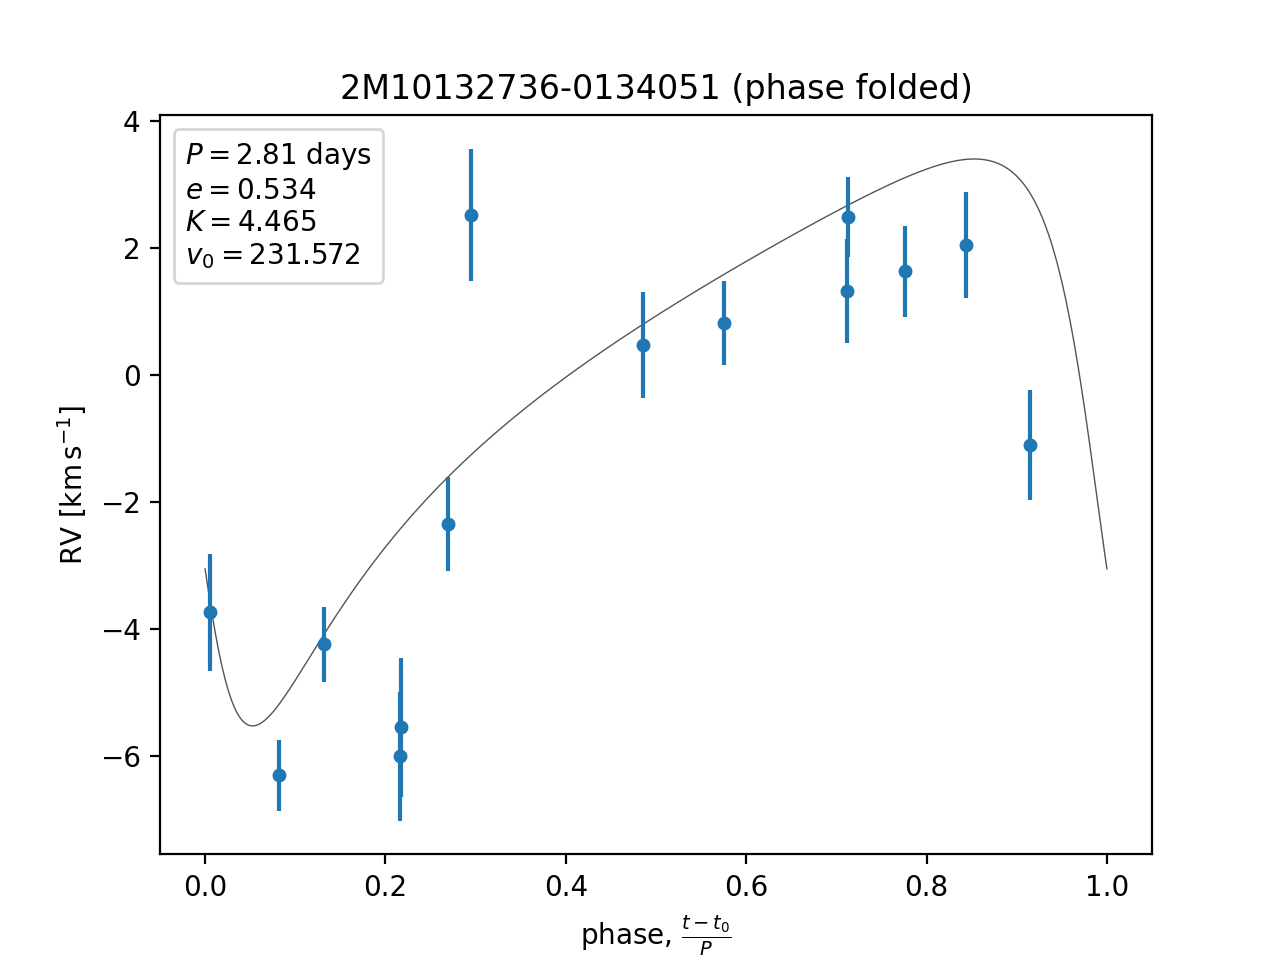 2M10132736-0134051 (phase folded)
P = 2.81 days
e = 0.534
K = 4.465
v₀ = 231.572
4
2
0
−2
−4
−6
RV [km s⁻¹]
0.0 0.2 0.4 0.6 0.8 1.0
phase, (t − t₀)/P